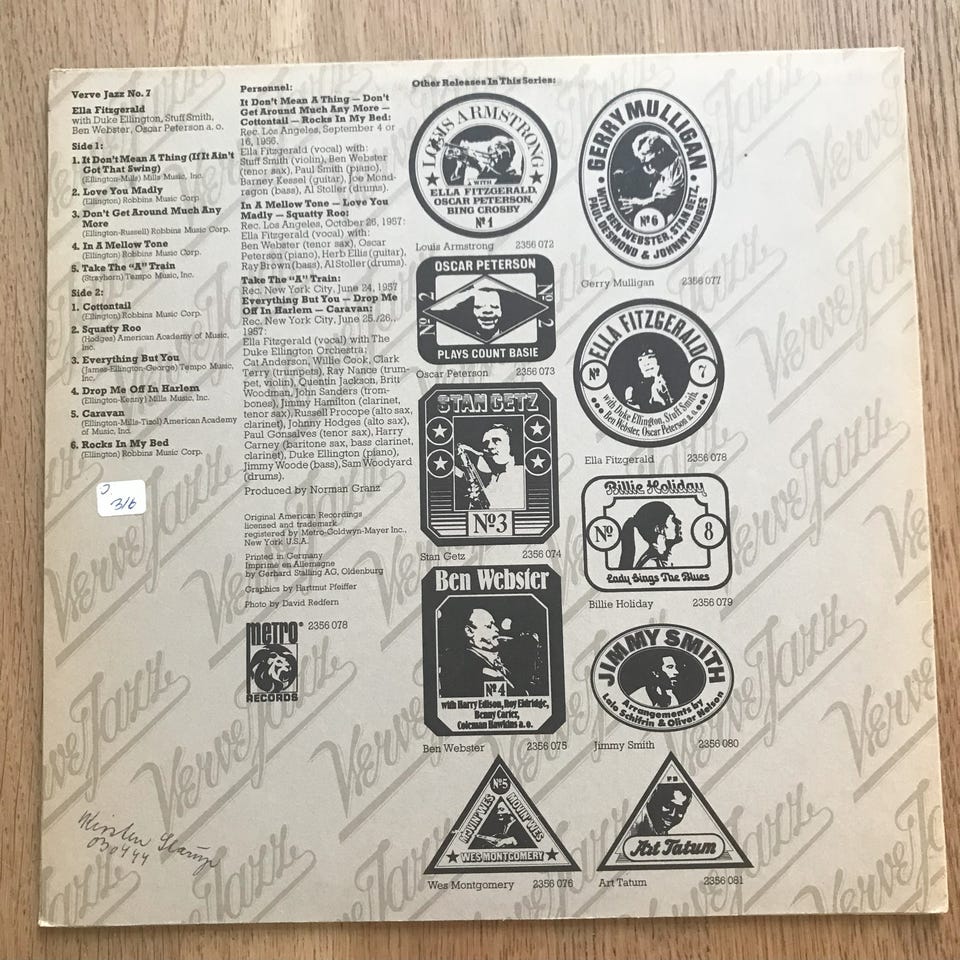 Verve Jazz No. 7
Ella Fitzgerald
with Duke Ellington, Stuff Smith,
Ben Webster, Oscar Peterson a. o.
Side 1:
1. It Don't Mean A Thing (If It Ain't
Got That Swing)
(Ellington-Mills) Mills Music, Inc.
2. Love You Madly
(Ellington) Robbins Music Corp.
3. Don't Get Around Much Any
More
(Ellington-Russell) Robbins Music Corp.
4. In A Mellow Tone
(Ellington) Robbins Music Corp.
5. Take The "A" Train
(Strayhorn) Tempo Music, Inc.
Side 2:
1. Cottontail
(Ellington) Robbins Music Corp.
2. Squatty Roo
(Hodges) American Academy of Music,
Inc.
3. Everything But You
(James-Ellington-George) Tempo Music,
Inc.
4. Drop Me Off In Harlem
(Ellington-Kenny) Mills Music, Inc.
5. Caravan
(Ellington-Mills-Tizol) American Academy
of Music, Ind.
6. Rocks In My Bed
(Ellington) Robbins Music Corp.
J.
316
Personnel:
It Don't Mean A Thing — Don't
Get Around Much Any More —
Cottontail — Rocks In My Bed:
Rec. Los Angeles, September 4 or
16, 1956.
Ella Fitzgerald (vocal) with:
Stuff Smith (violin), Ben Webster
(tenor sax), Paul Smith (piano),
Barney Kessel (guitar), Joe Mond-
ragon (bass), Al Stoller (drums).
In A Mellow Tone — Love You
Madly — Squatty Roo:
Rec. Los Angeles, October 26, 1957:
Ella Fitzgerald (vocal) with:
Ben Webster (tenor sax), Oscar
Peterson (piano), Herb Ellis (guitar),
Ray Brown (bass), Al Stoller (drums).
Take The "A" Train:
Rec. New York City, June 24, 1957
Everything But You — Drop Me
Off In Harlem — Caravan:
Rec. New York City, June 25./26.,
1957:
Ella Fitzgerald (vocal) with The
Duke Ellington Orchestra;
Cat Anderson, Willie Cook, Clark
Terry (trumpets), Ray Nance (trum-
pet, violin), Quentin Jackson, Britt
Woodman, John Sanders (trom-
bones), Jimmy Hamilton (clarinet,
tenor sax), Russell Procope (alto sax,
clarinet), Johnny Hodges (alto sax),
Paul Gonsalves (tenor sax), Harry
Carney (baritone sax, bass clarinet,
clarinet), Duke Ellington (piano),
Jimmy Woode (bass), Sam Woodyard
(drums).
Produced by Norman Granz
Original American Recordings
licensed and trademark
registered by Metro-Goldwyn-Mayer Inc.,
New York U.S.A.
Printed in Germany
Imprimé en Allemagne
by Gerhard Stalling AG, Oldenburg
Graphics by Hartmut Pfeiffer
Photo by David Redfern
METRO
RECORDS
2356 078
Other Releases In This Series:
LOUIS ARMSTRONG
WITH
ELLA FITZGERALD,
OSCAR PETERSON,
BING CROSBY
No 1
Louis Armstrong 2356 072
OSCAR PETERSON
No 2
No 2
PLAYS COUNT BASIE
Oscar Peterson 2356 073
STAN GETZ
No 3
Stan Getz 2356 074
Ben Webster
No 4
with Harry Edison, Roy Eldridge,
Benny Carter,
Coleman Hawkins a. o.
Ben Webster 2356 075
No 5
MOVIN' WES
MOVIN' WES
WES MONTGOMERY
Wes Montgomery 2356 076
GERRY MULLIGAN
No 6
WITH BEN WEBSTER, STAN GETZ,
PAUL DESMOND & JOHNNY HODGES
Gerry Mulligan 2356 077
ELLA FITZGERALD
No
7
with Duke Ellington, Stuff Smith,
Ben Webster, Oscar Peterson a. o.
Ella Fitzgerald 2356 078
Billie Holiday
No
8
Lady Sings The Blues
Billie Holiday 2356 079
JIMMY SMITH
Arrangements by
Lalo Schifrin & Oliver Nelson
Jimmy Smith 2356 080
Art Tatum
Art Tatum 2356 081
Verve Jazz
030444